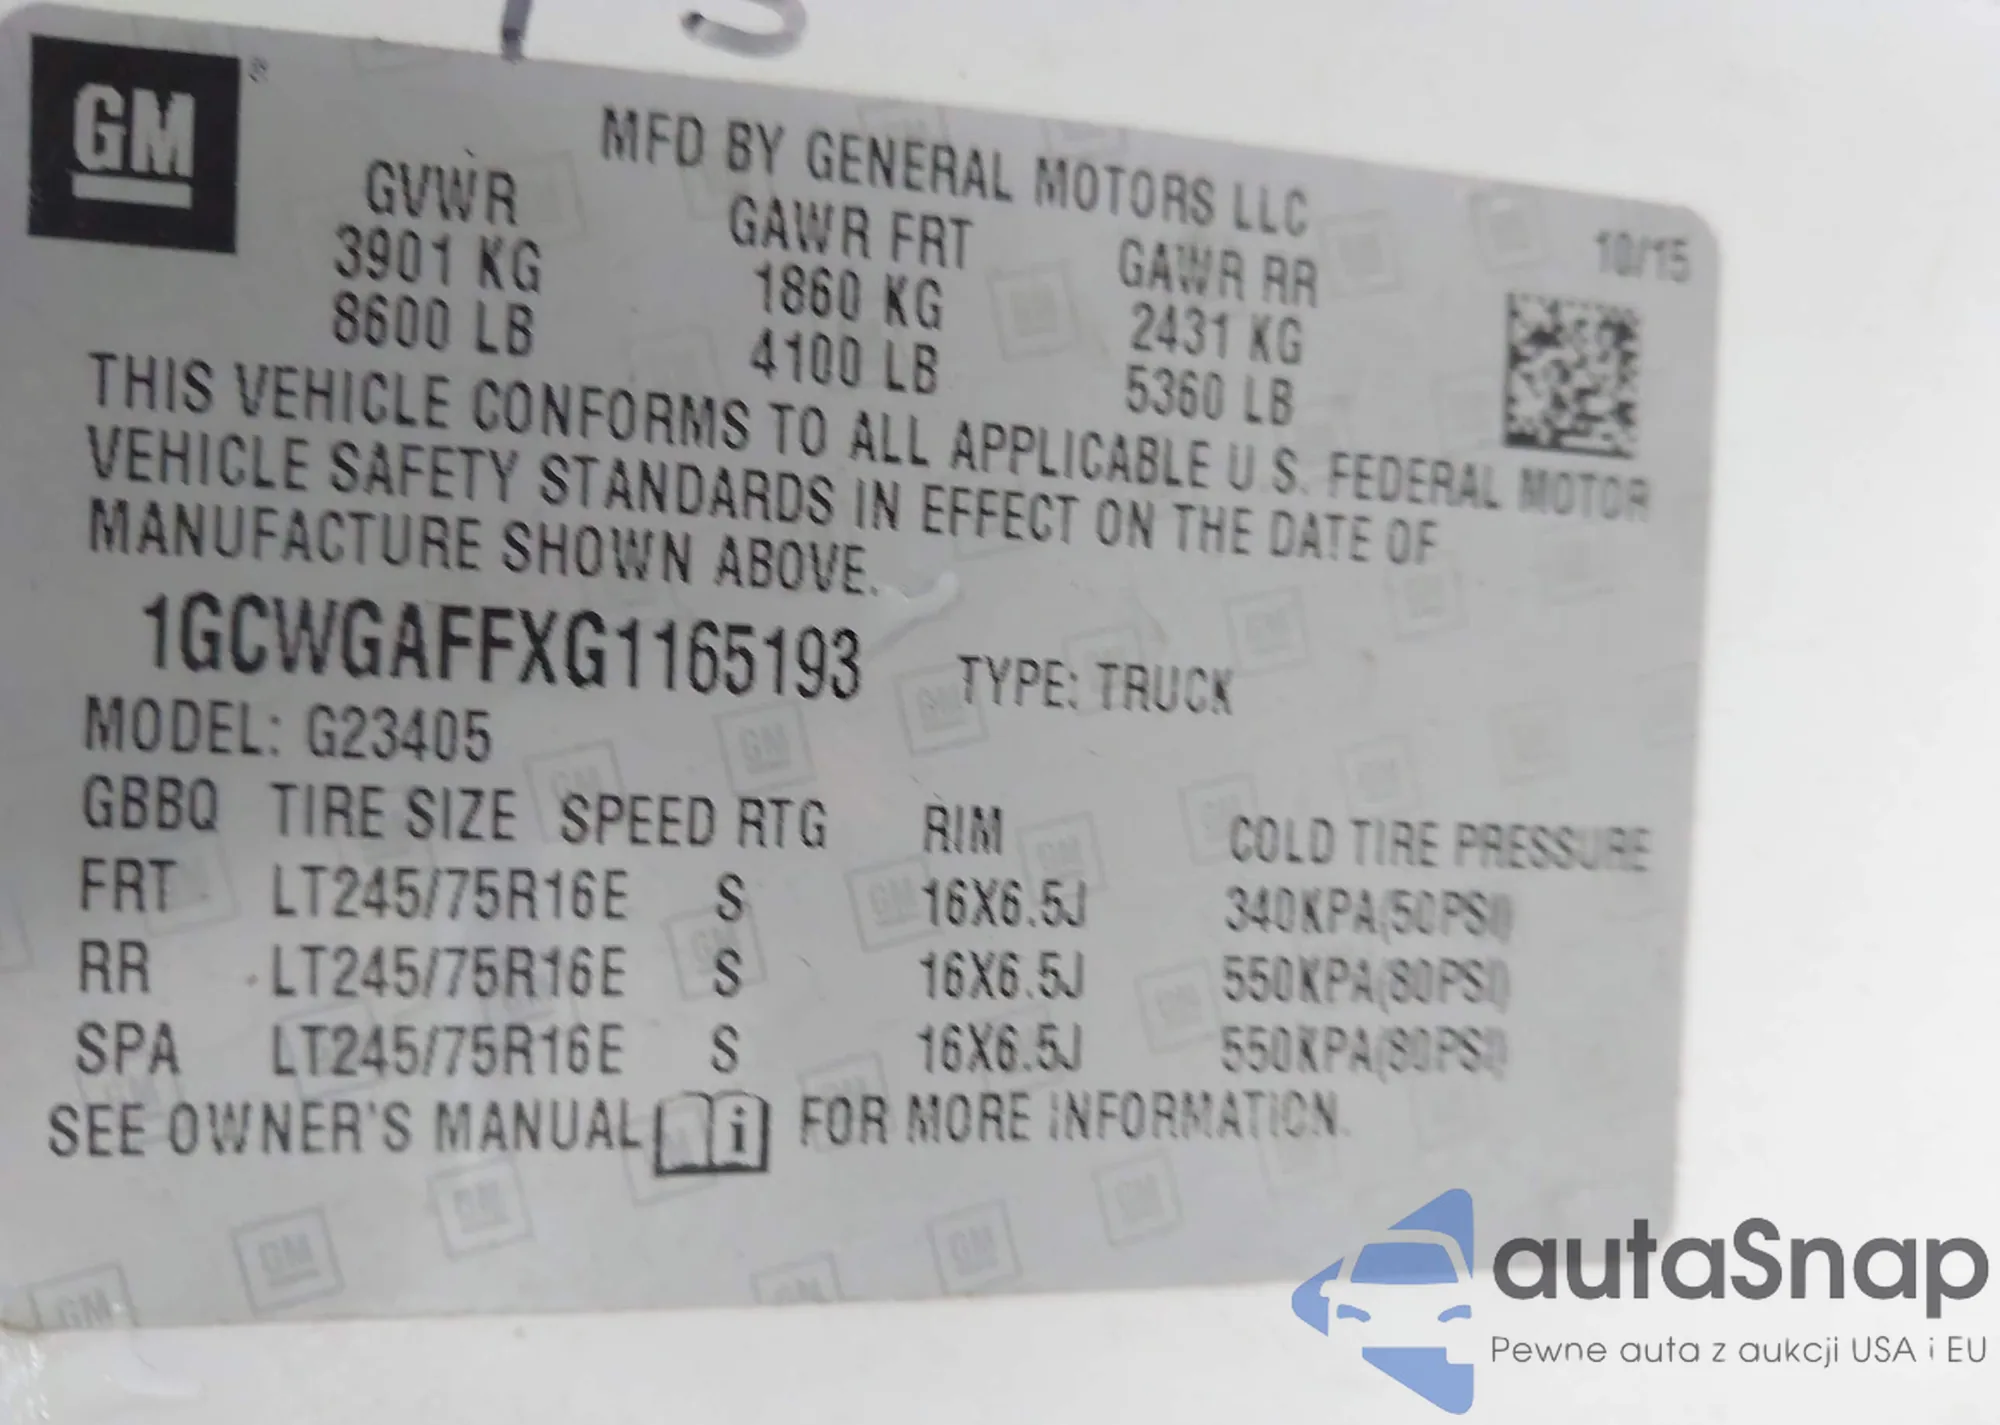 GM
MFD BY GENERAL MOTORS LLC
10/15
GVWR GAWR FRT GAWR RR
3901 KG 1860 KG 2431 KG
8600 LB 4100 LB 5360 LB
THIS VEHICLE CONFORMS TO ALL APPLICABLE U.S. FEDERAL MOTOR
VEHICLE SAFETY STANDARDS IN EFFECT ON THE DATE OF
MANUFACTURE SHOWN ABOVE.
1GCWGAFFXG1165193 TYPE: TRUCK
MODEL: G23405
GBBQ TIRE SIZE SPEED RTG RIM COLD TIRE PRESSURE
FRT LT245/75R16E S 16X6.5J 340KPA(50PSI)
RR LT245/75R16E S 16X6.5J 550KPA(80PSI)
SPA LT245/75R16E S 16X6.5J 550KPA(80PSI)
SEE OWNER'S MANUAL i FOR MORE INFORMATION.
autaSnap
Pewne auta z aukcji USA i EU